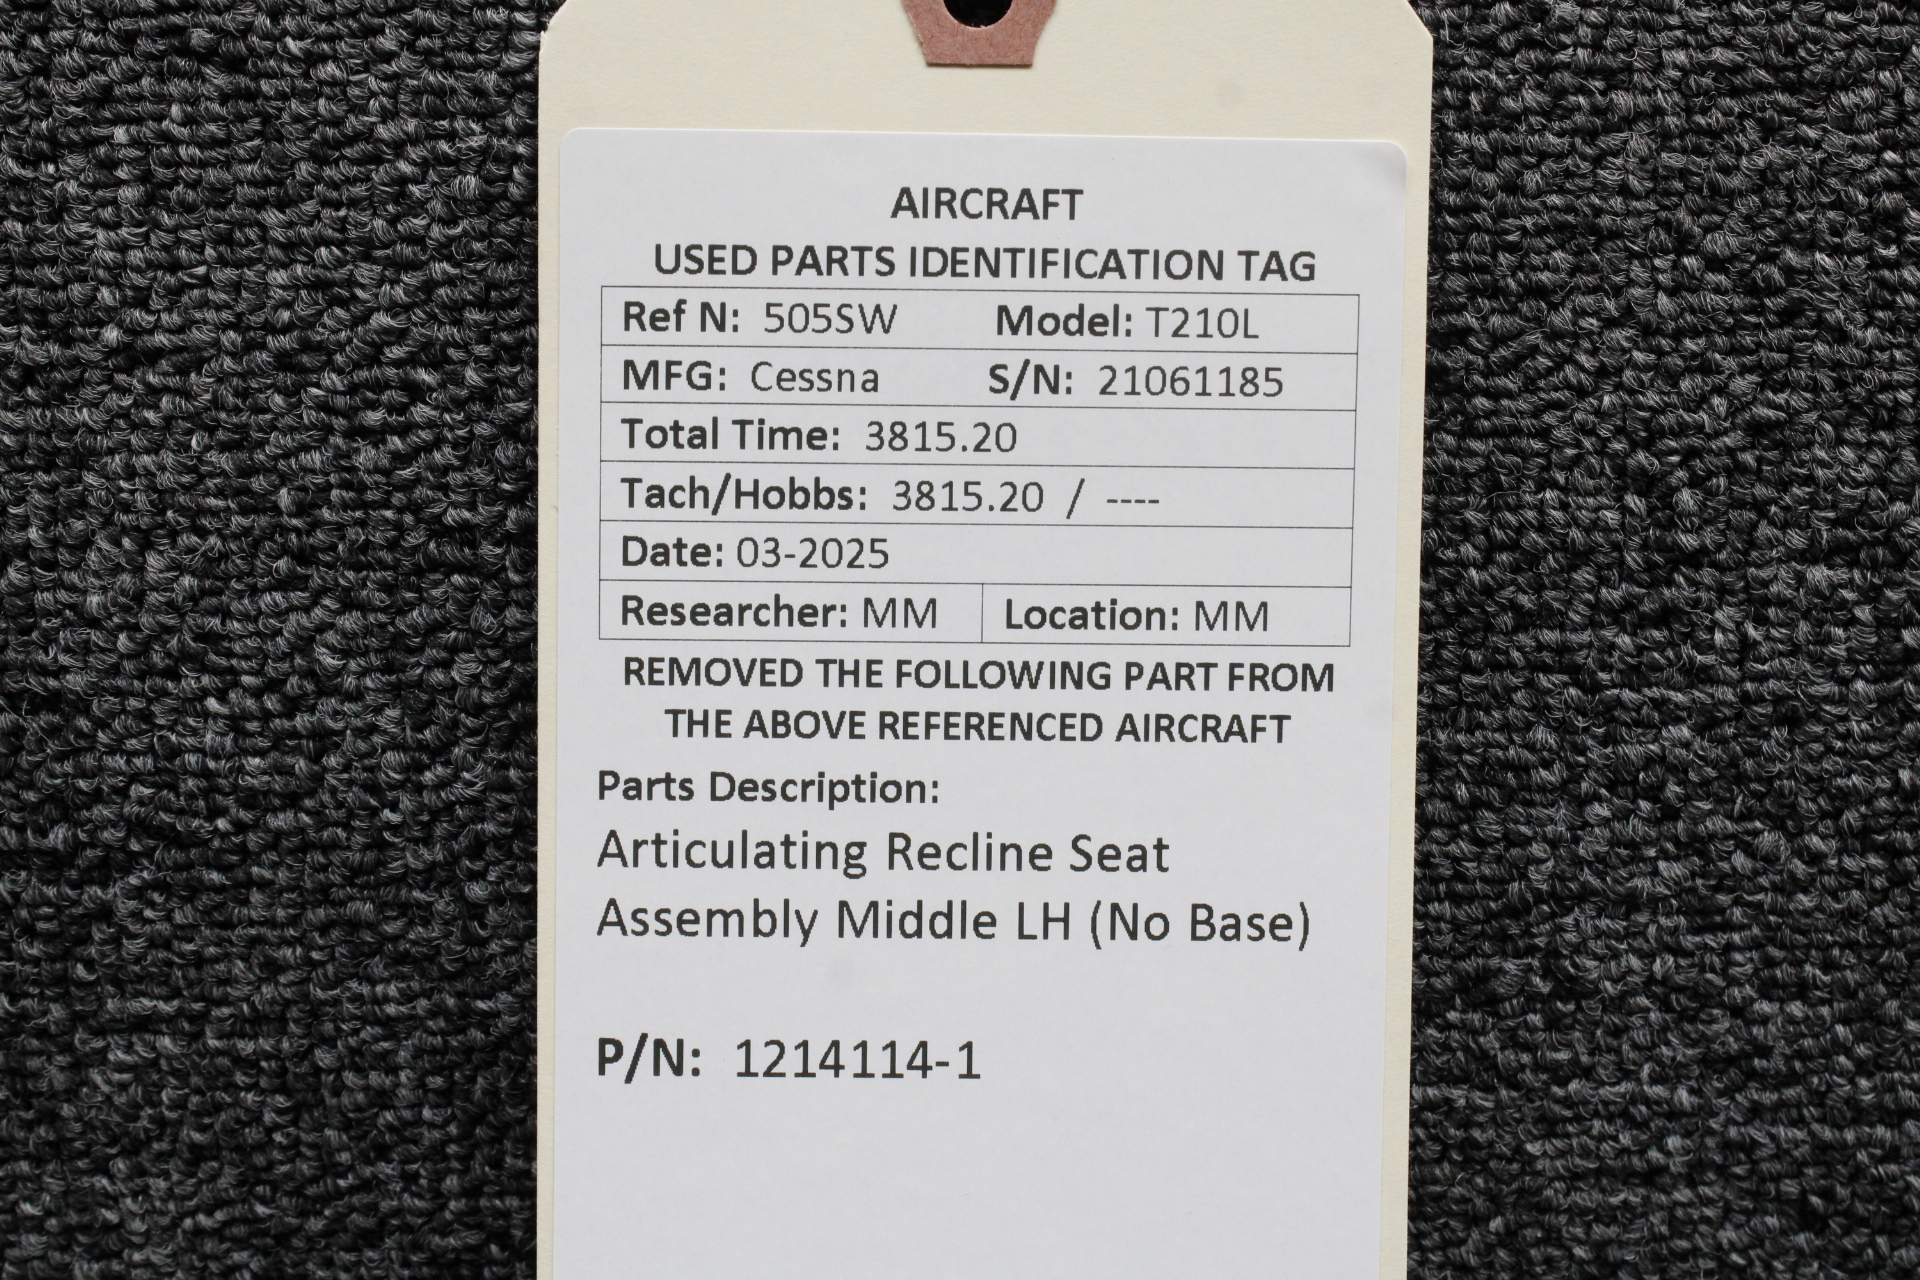 AIRCRAFT
USED PARTS IDENTIFICATION TAG
Ref N: 505SW Model: T210L
MFG: Cessna S/N: 21061185
Total Time: 3815.20
Tach/Hobbs: 3815.20 / ----
Date: 03-2025
Researcher: MM Location: MM
REMOVED THE FOLLOWING PART FROM
THE ABOVE REFERENCED AIRCRAFT
Parts Description:
Articulating Recline Seat
Assembly Middle LH (No Base)
P/N: 1214114-1